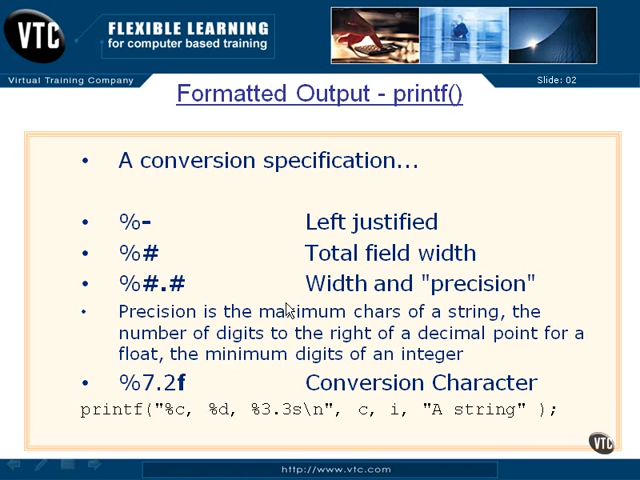 VTC
FLEXIBLE LEARNING
for computer based training
Virtual Training Company
Slide: 02
Formatted Output - printf()
• A conversion specification...
• %- Left justified
• %# Total field width
• %#.# Width and "precision"
• Precision is the maximum chars of a string, the
number of digits to the right of a decimal point for a
float, the minimum digits of an integer
• %7.2f Conversion Character
printf("%c, %d, %3.3s\n", c, i, "A string" );
VTC
http://www.vtc.com